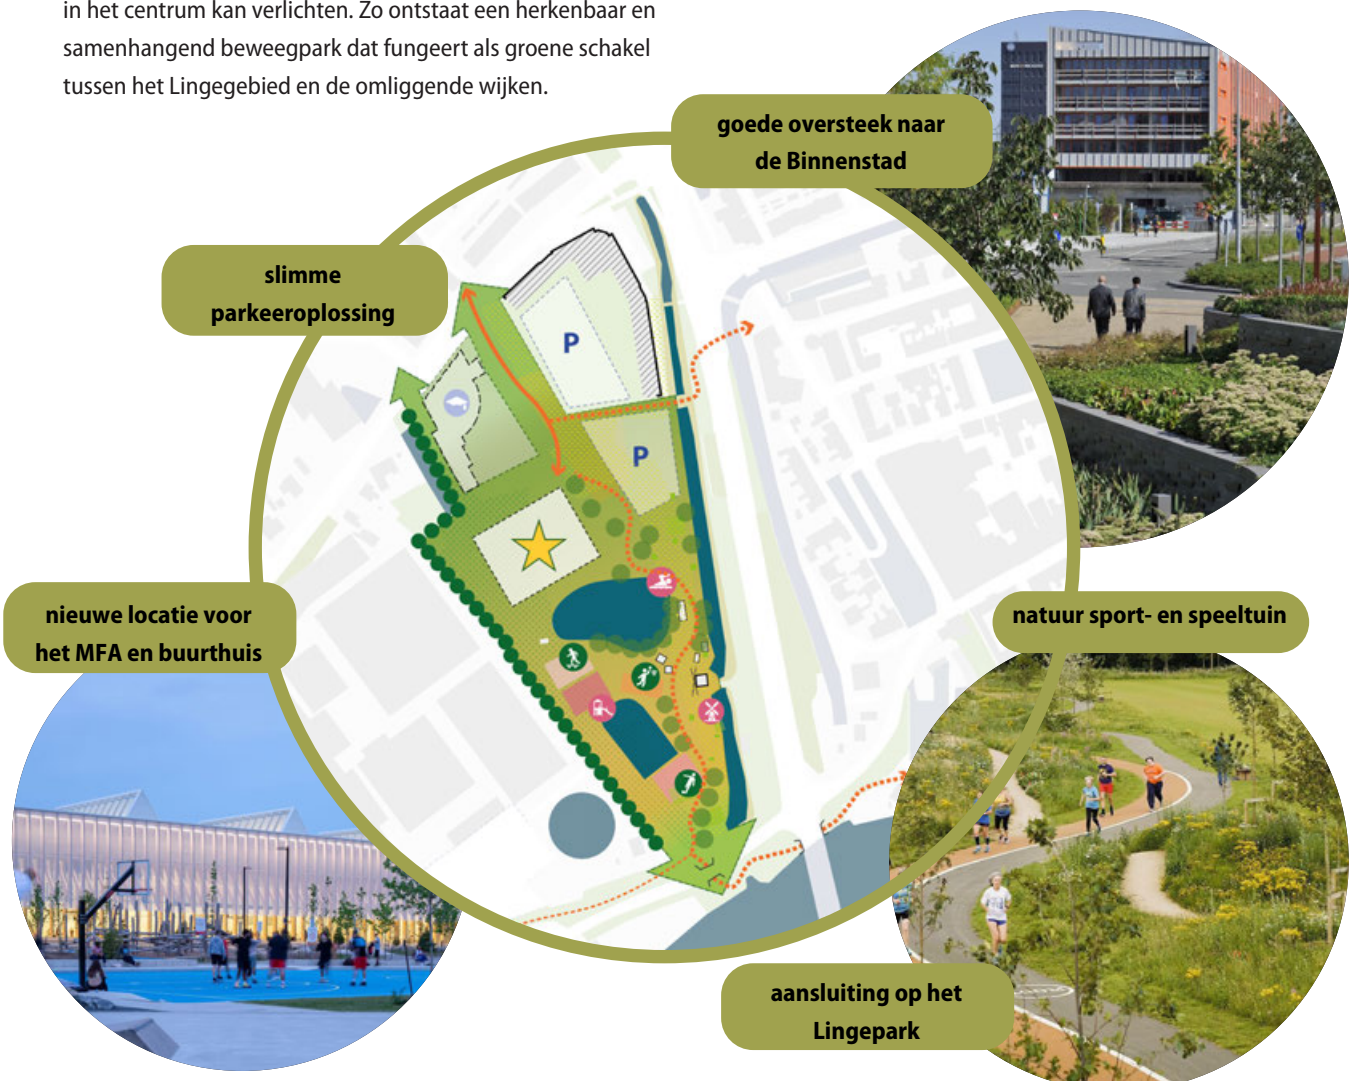 in het centrum kan verlichten. Zo ontstaat een herkenbaar en
samenhangend beweegpark dat fungeert als groene schakel
tussen het Lingegebied en de omliggende wijken.
goede oversteek naar
de Binnenstad
slimme
parkeeroplossing
P
P
nieuwe locatie voor
het MFA en buurthuis
natuur sport- en speeltuin
aansluiting op het
Lingepark